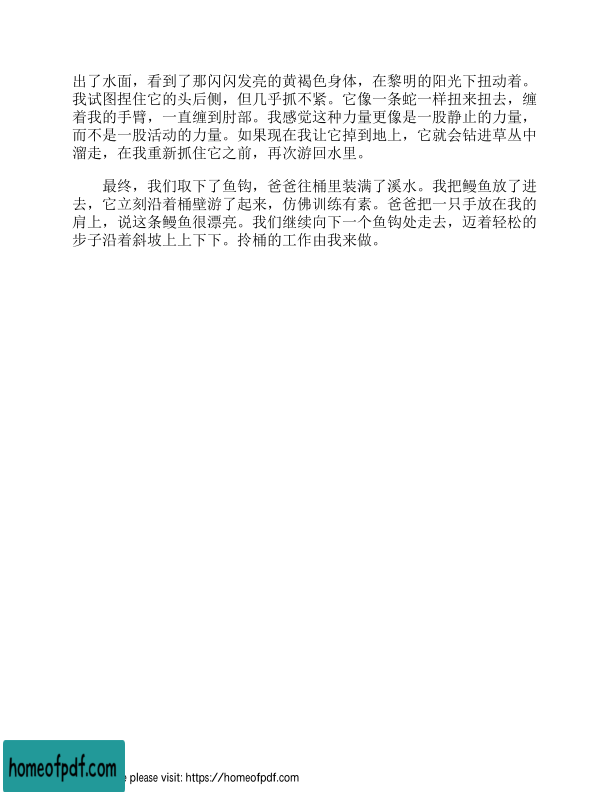 出了水面，看到了那闪闪发亮的黄褐色身体，在黎明的阳光下扭动着。
我试图捏住它的头后侧，但几乎抓不紧。它像一条蛇一样扭来扭去，缠
着我的手臂，一直缠到肘部。我感觉这种力量更像是一股静止的力量，
而不是一股活动的力量。如果现在我让它掉到地上，它就会钻进草丛中
溜走，在我重新抓住它之前，再次游回水里。
最终，我们取下了鱼钩，爸爸往桶里装满了溪水。我把鳗鱼放了进
去，它立刻沿着桶壁游了起来，仿佛训练有素。爸爸把一只手放在我的
肩上，说这条鳗鱼很漂亮。我们继续向下一个鱼钩处走去，迈着轻松的
步子沿着斜坡上上下下。拎桶的工作由我来做。
homeofpdf.com
please visit: https://homeofpdf.com